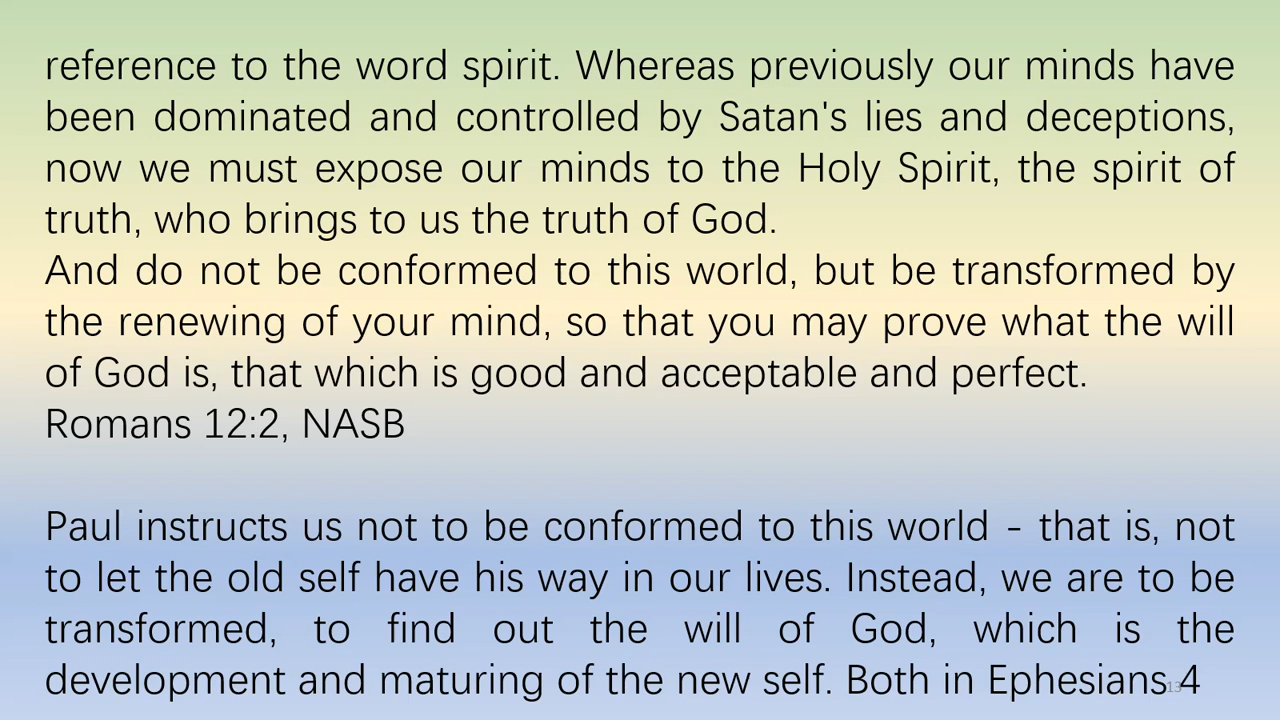 reference to the word spirit. Whereas previously our minds have
been dominated and controlled by Satan's lies and deceptions,
now we must expose our minds to the Holy Spirit, the spirit of
truth, who brings to us the truth of God.
And do not be conformed to this world, but be transformed by
the renewing of your mind, so that you may prove what the will
of God is, that which is good and acceptable and perfect.
Romans 12:2, NASB
Paul instructs us not to be conformed to this world - that is, not
to let the old self have his way in our lives. Instead, we are to be
transformed, to find out the will of God, which is the
development and maturing of the new self. Both in Ephesians 4
13